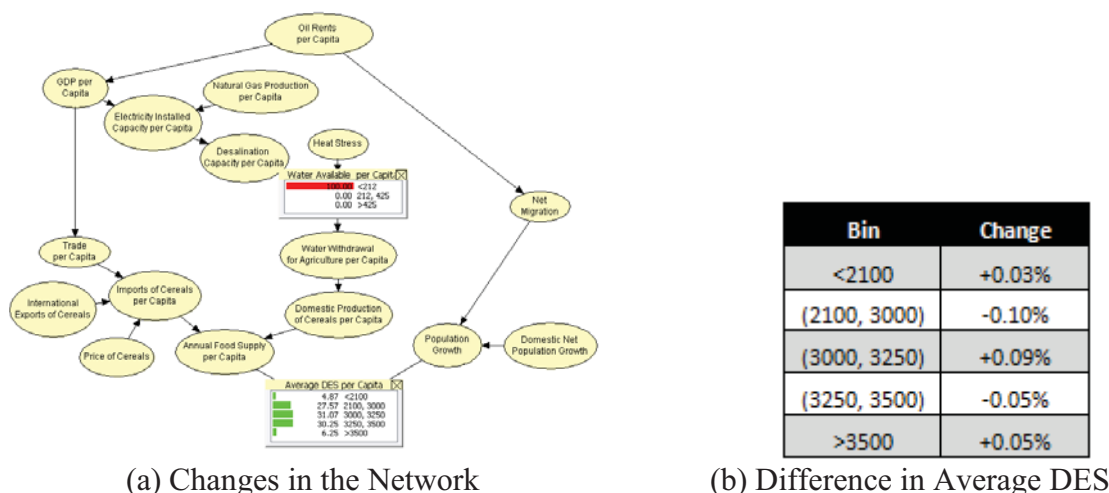 Oil Rents
per Capita
GDP per
Capita
Natural Gas Production
per Capita
Electricity Installed
Capacity per Capita
Desalination
Capacity per Capita
Heat Stress
Water Available per Capit
100.00 <212
0.00 212, 425
0.00 >425
Net
Migration
Water Withdrawal
for Agriculture per Capita
Trade
per Capita
International
Exports of Cereals
Imports of Cereals
per Capita
Domestic Production
of Cereals per Capita
Price of Cereals
Annual Food Supply
per Capita
Population
Growth
Domestic Net
Population Growth
Average DES per Capita
4.87 <2100
27.57 2100, 3000
31.07 3000, 3250
30.25 3250, 3500
6.25 >3500
(a) Changes in the Network
Bin Change
<2100 +0.03%
(2100, 3000) -0.10%
(3000, 3250) +0.09%
(3250, 3500) -0.05%
>3500 +0.05%
(b) Difference in Average DES